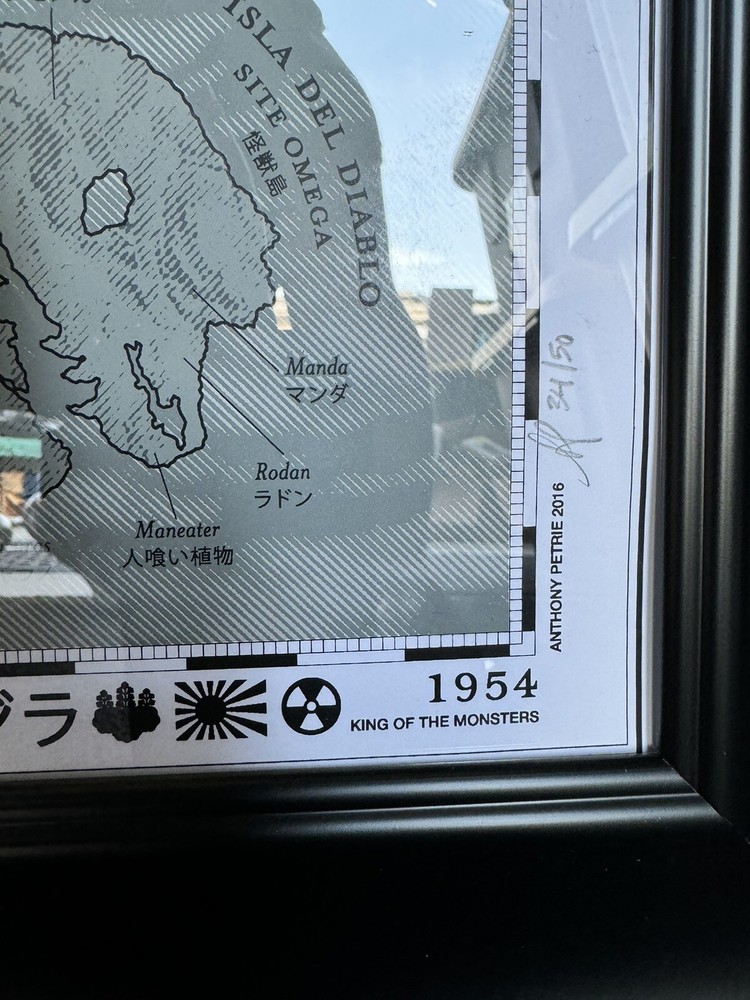 ISLA DEL DIABLO
SITE OMEGA
怪獣島
Manda
マンダ
Rodan
ラドン
Maneater
人喰い植物
34/50
ANTHONY PETRIE 2016
ジラ
1954
KING OF THE MONSTERS